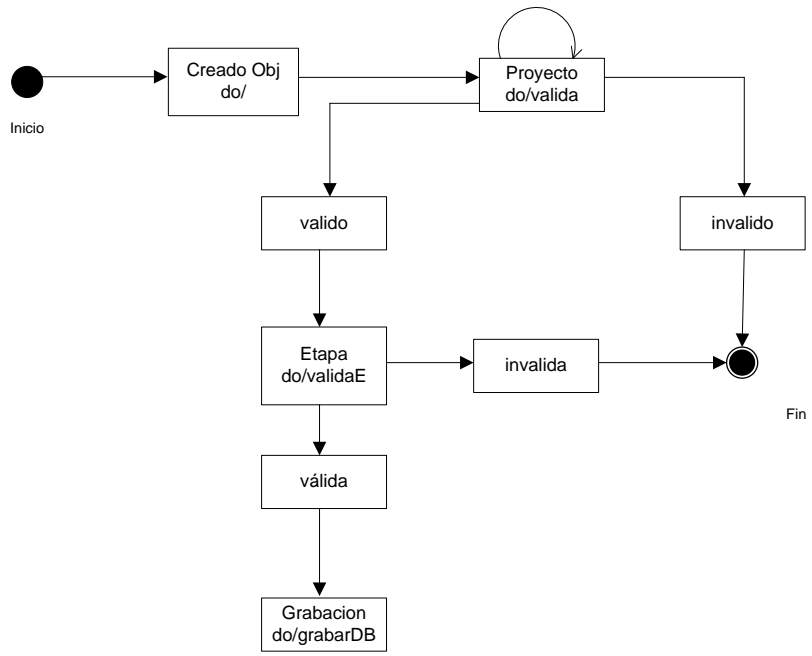 Creado Obj
do/
Proyecto
do/valida
Inicio
valido
invalido
Etapa
do/validaE
invalida
Fin
válida
Grabacion
do/grabarDB